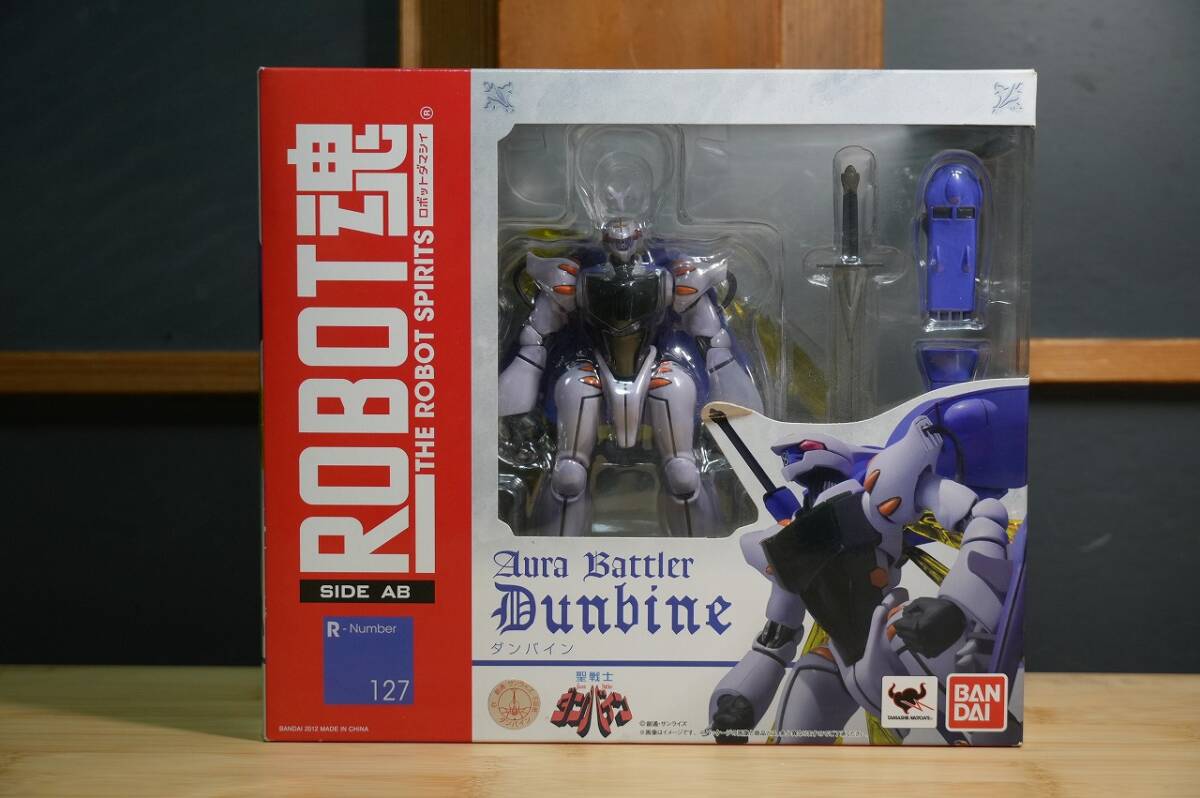 ROBOT魂
ロボットダマシイ
®
THE ROBOT SPIRITS
SIDE AB
R-Number
127
BANDAI 2012 MADE IN CHINA
Aura Battler
Dunbine
ダンバイン
聖戦士
ダンバイン
©創通・サンライズ
TAMASHII NATIONS
BAN
DAI